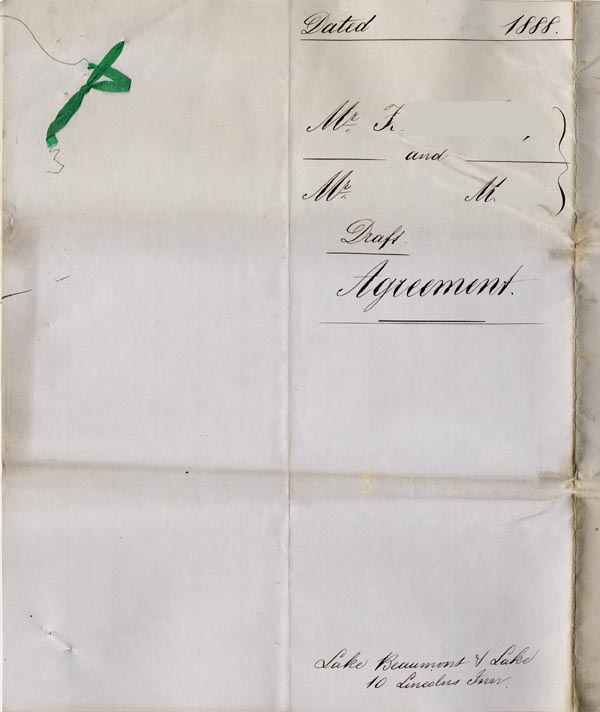 Dated 1888.
Mr. F.
and
Mr. K.
Draft.
Agreement.
Lake Beaumont & Lake
10 Lincolns Inn.